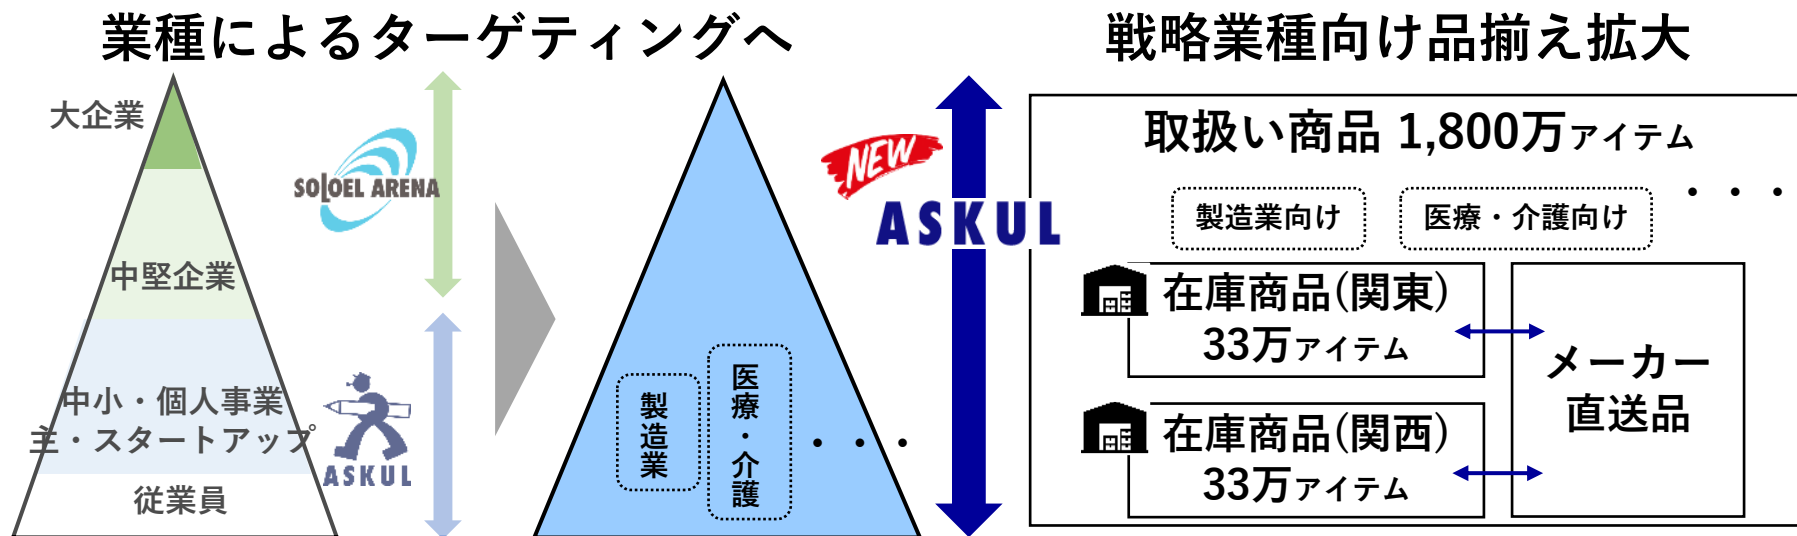 業種によるターゲティングへ
大企業
SOLOEL ARENA
中堅企業
中小・個人事業
主・スタートアップ
ASKUL
従業員
製造業
医療・介護
・・・
NEW
ASKUL
戦略業種向け品揃え拡大
取扱い商品 1,800万アイテム
製造業向け
医療・介護向け
・・・
在庫商品(関東)
33万アイテム
在庫商品(関西)
33万アイテム
メーカー
直送品